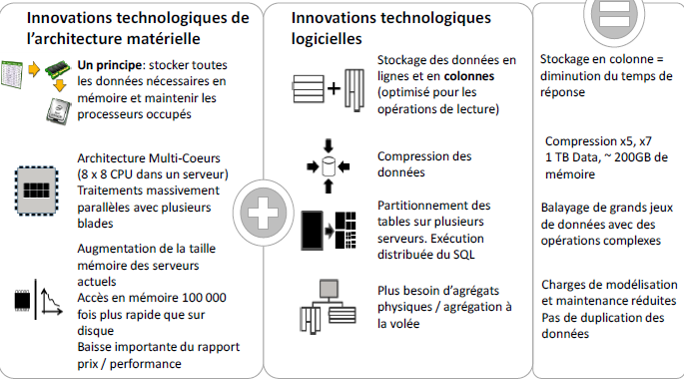 Innovations technologiques de
l'architecture matérielle
Un principe: stocker toutes
les données nécessaires en
mémoire et maintenir les
processeurs occupés
Architecture Multi-Coeurs
(8 x 8 CPU dans un serveur)
Traitements massivement
parallèles avec plusieurs
blades
Augmentation de la taille
mémoire des serveurs
actuels
Accès en mémoire 100 000
fois plus rapide que sur
disque
Baisse importante du rapport
prix / performance
Innovations technologiques
logicielles
Stockage des données en
lignes et en colonnes
(optimisé pour les
opérations de lecture)
Compression des
données
Partitionnement des
tables sur plusieurs
serveurs. Exécution
distribuée du SQL
Plus besoin d'agrégats
physiques / agrégation à
la volée
Stockage en colonne =
diminution du temps de
réponse
Compression x5, x7
1 TB Data, ~ 200GB de
mémoire
Balayage de grands jeux
de données avec des
opérations complexes
Charges de modélisation
et maintenance réduites
Pas de duplication des
données